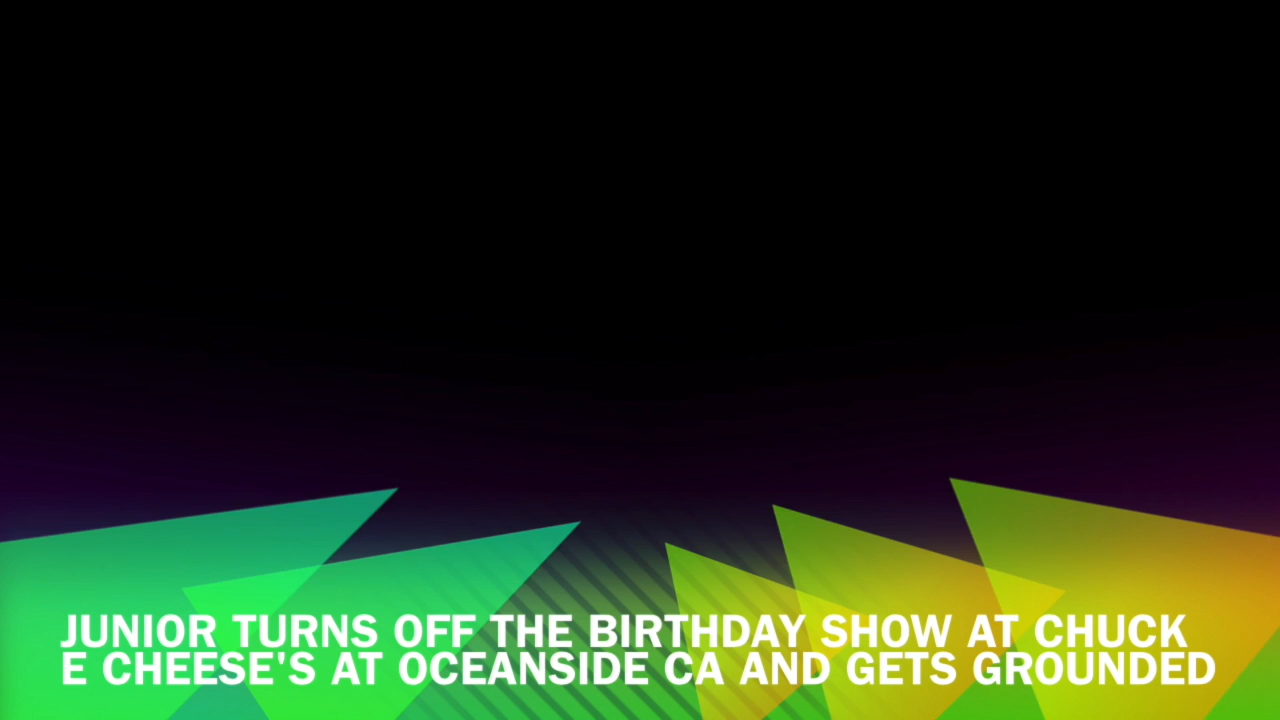 JUNIOR TURNS OFF THE BIRTHDAY SHOW AT CHUCK
E CHEESE'S AT OCEANSIDE CA AND GETS GROUNDED